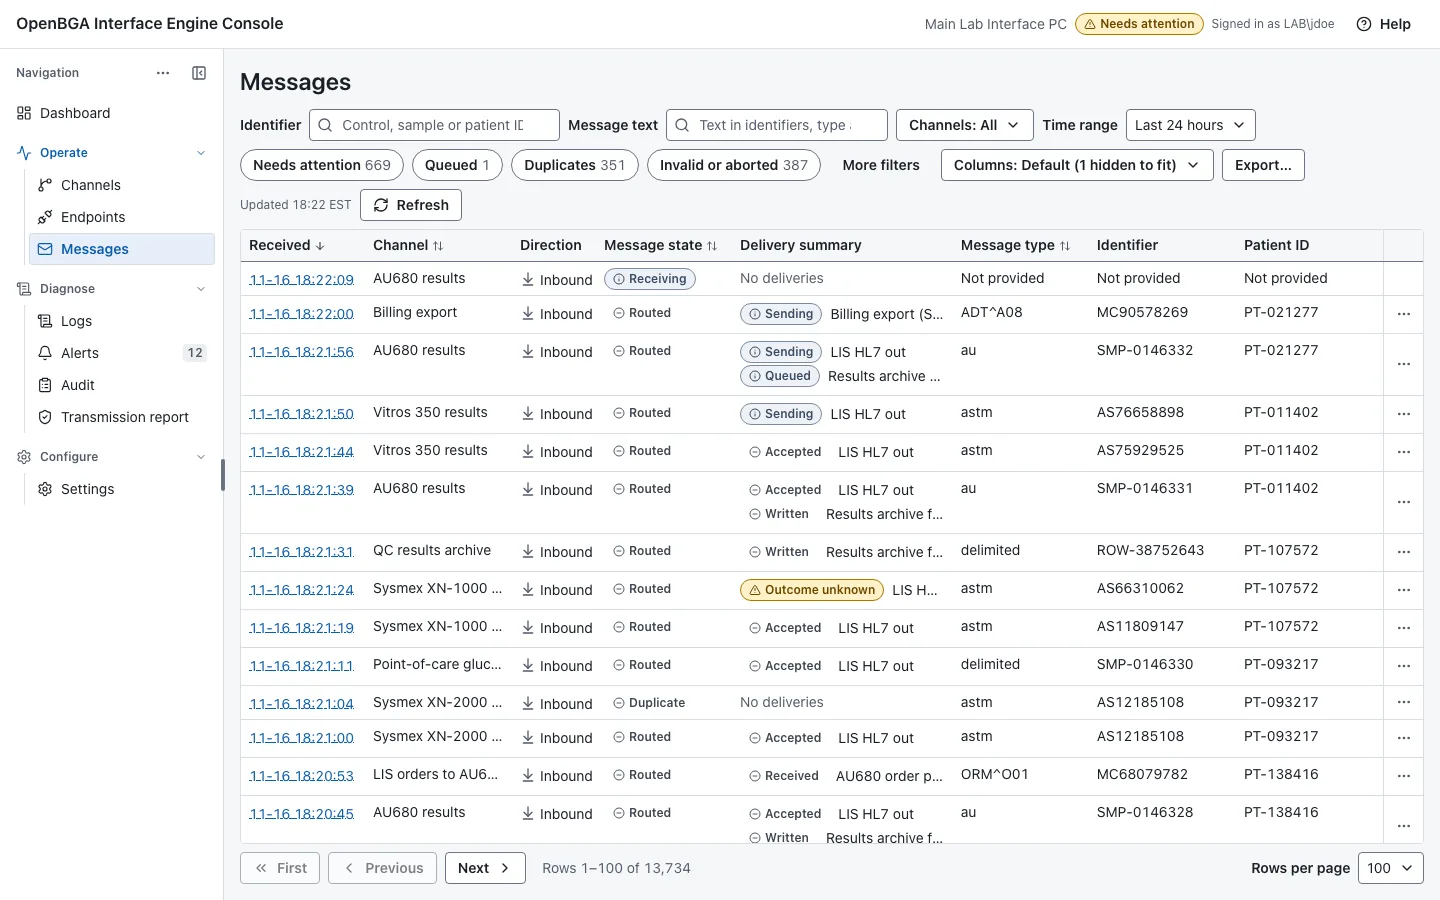 OpenBGA Interface Engine Console
Main Lab Interface PC
Needs attention
Signed in as LAB\jdoe
Help
Navigation
Dashboard
Operate
Channels
Endpoints
Messages
Diagnose
Logs
Alerts 12
Audit
Transmission report
Configure
Settings
Messages
Identifier Control, sample or patient ID Message text Text in identifiers, type Channels: All Time range Last 24 hours
Needs attention 669 Queued 1 Duplicates 351 Invalid or aborted 387 More filters Columns: Default (1 hidden to fit) Export...
Updated 18:22 EST Refresh
Received Channel Direction Message state Delivery summary Message type Identifier Patient ID
11-16 18:22:09 AU680 results Inbound Receiving No deliveries Not provided Not provided Not provided
11-16 18:22:00 Billing export Inbound Routed Sending Billing export (S... ADT^A08 MC90578269 PT-021277
11-16 18:21:56 AU680 results Inbound Routed Sending LIS HL7 out au SMP-0146332 PT-021277
Queued Results archive ...
11-16 18:21:50 Vitros 350 results Inbound Routed Sending LIS HL7 out astm AS76658898 PT-011402
11-16 18:21:44 Vitros 350 results Inbound Routed Accepted LIS HL7 out astm AS75929525 PT-011402
11-16 18:21:39 AU680 results Inbound Routed Accepted LIS HL7 out au SMP-0146331 PT-011402
Written Results archive f...
11-16 18:21:31 QC results archive Inbound Routed Written Results archive f... delimited ROW-38752643 PT-107572
11-16 18:21:24 Sysmex XN-1000 ... Inbound Routed Outcome unknown LIS H... astm AS66310062 PT-107572
11-16 18:21:19 Sysmex XN-1000 ... Inbound Routed Accepted LIS HL7 out astm AS11809147 PT-107572
11-16 18:21:11 Point-of-care gluc... Inbound Routed Accepted LIS HL7 out delimited SMP-0146330 PT-093217
11-16 18:21:04 Sysmex XN-2000 ... Inbound Duplicate No deliveries astm AS12185108 PT-093217
11-16 18:21:00 Sysmex XN-2000 ... Inbound Routed Accepted LIS HL7 out astm AS12185108 PT-093217
11-16 18:20:53 LIS orders to AU6... Inbound Routed Received AU680 order p... ORM^O01 MC68079782 PT-138416
11-16 18:20:45 AU680 results Inbound Routed Accepted LIS HL7 out au SMP-0146328 PT-138416
Written Results archive f...
First Previous Next Rows 1–100 of 13,734 Rows per page 100